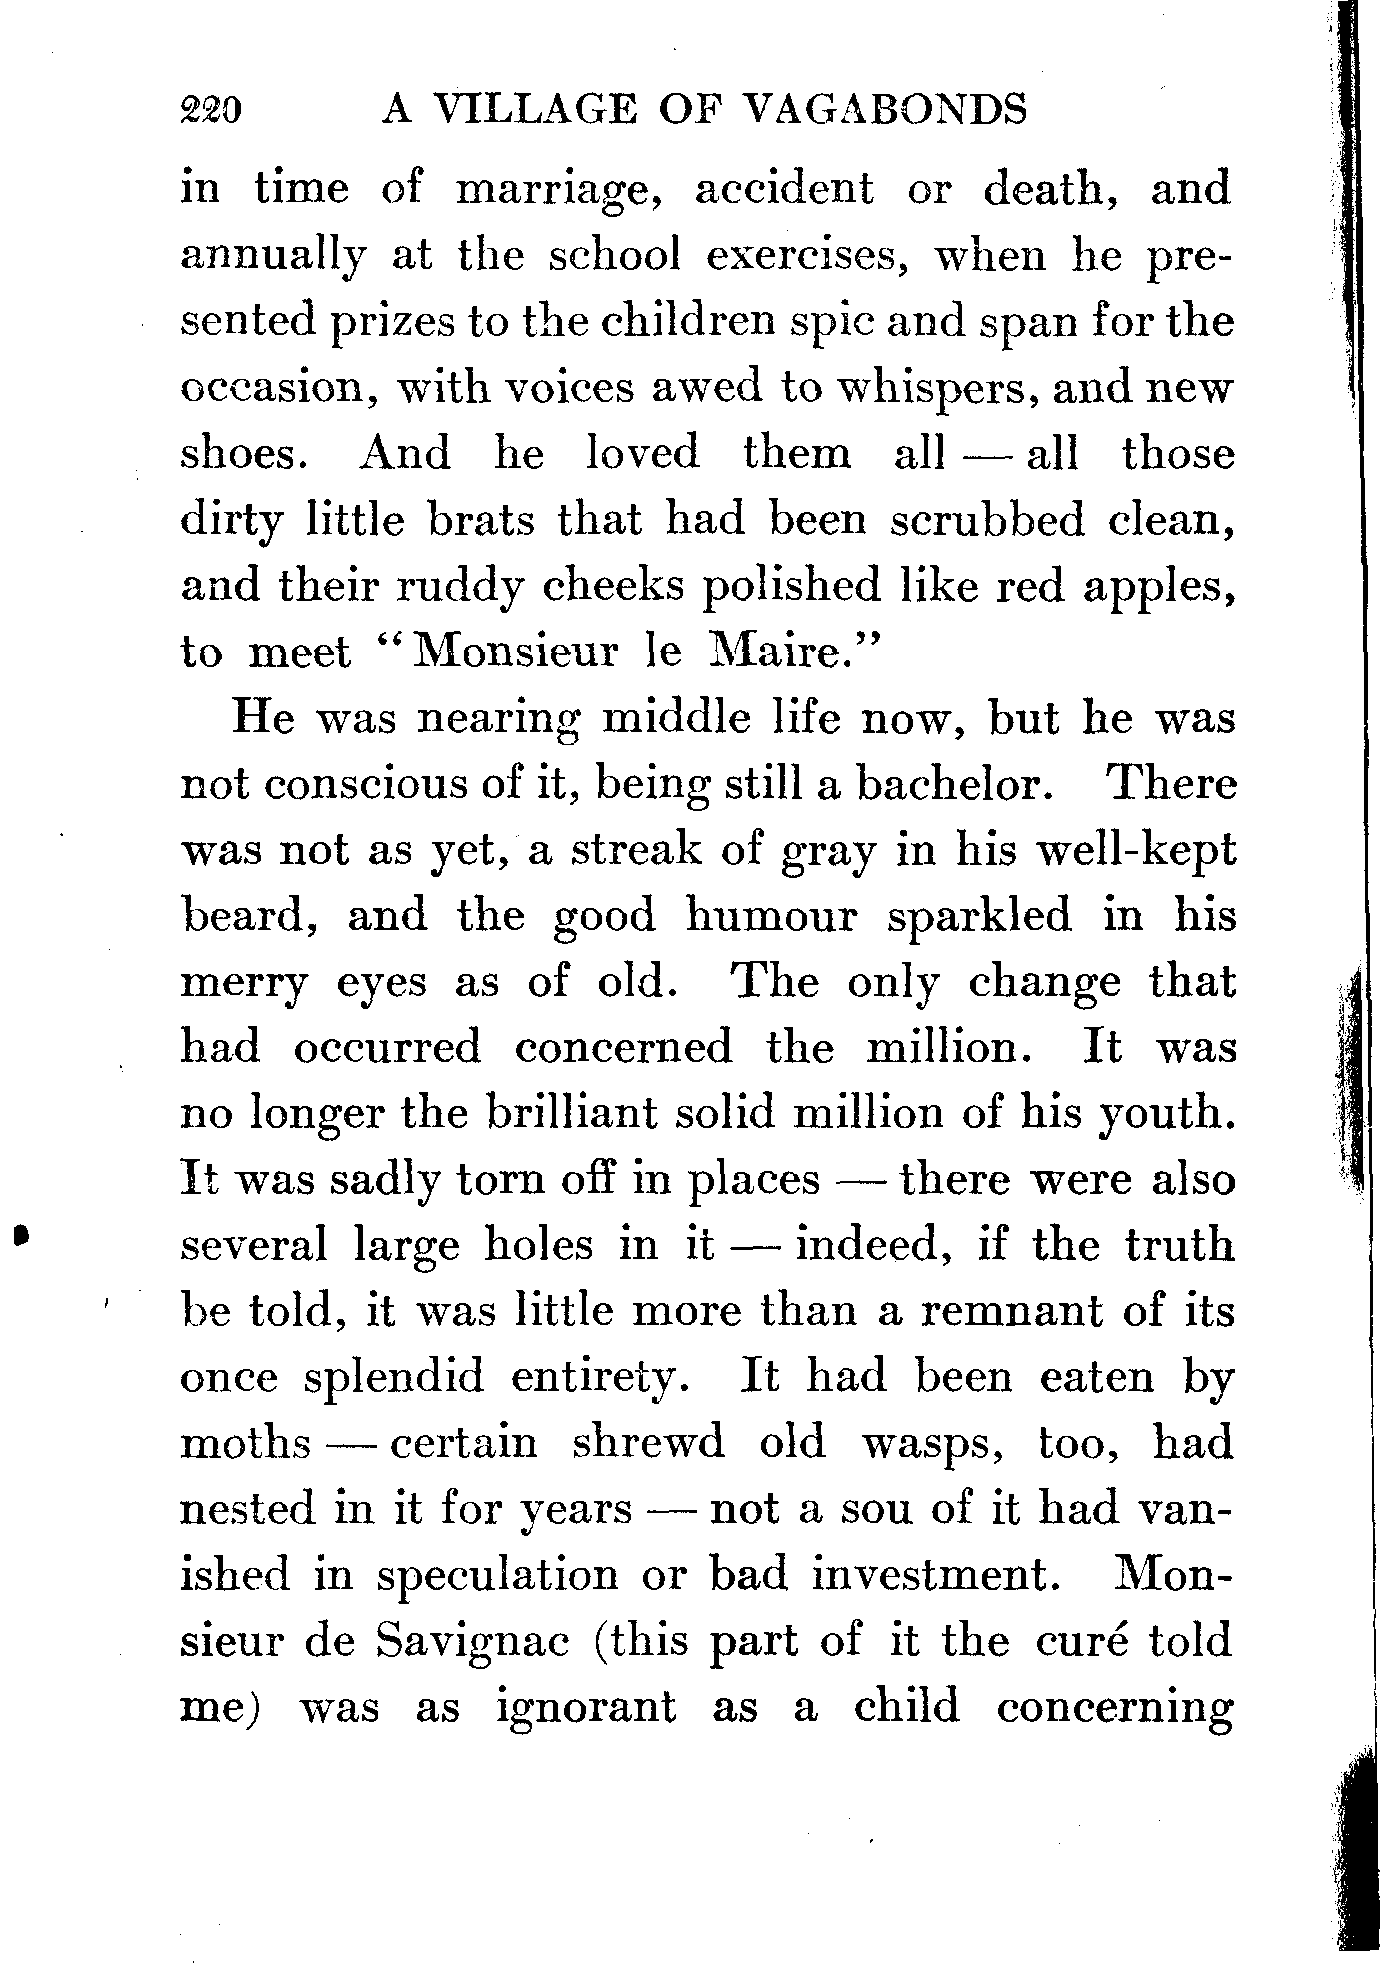 220 A VILLAGE OF VAGABONDS
in time of marriage, accident or death, and
annually at the school exercises, when he pre-
sented prizes to the children spic and span for the
occasion, with voices awed to whispers, and new
shoes. And he loved them all — all those
dirty little brats that had been scrubbed clean,
and their ruddy cheeks polished like red apples,
to meet "Monsieur le Maire."
He was nearing middle life now, but he was
not conscious of it, being still a bachelor. There
was not as yet, a streak of gray in his well-kept
beard, and the good humour sparkled in his
merry eyes as of old. The only change that
had occurred concerned the million. It was
no longer the brilliant solid million of his youth.
It was sadly torn off in places — there were also
several large holes in it — indeed, if the truth
be told, it was little more than a remnant of its
once splendid entirety. It had been eaten by
moths — certain shrewd old wasps, too, had
nested in it for years — not a sou of it had van-
ished in speculation or bad investment. Mon-
sieur de Savignac (this part of it the curé told
me) was as ignorant as a child concerning